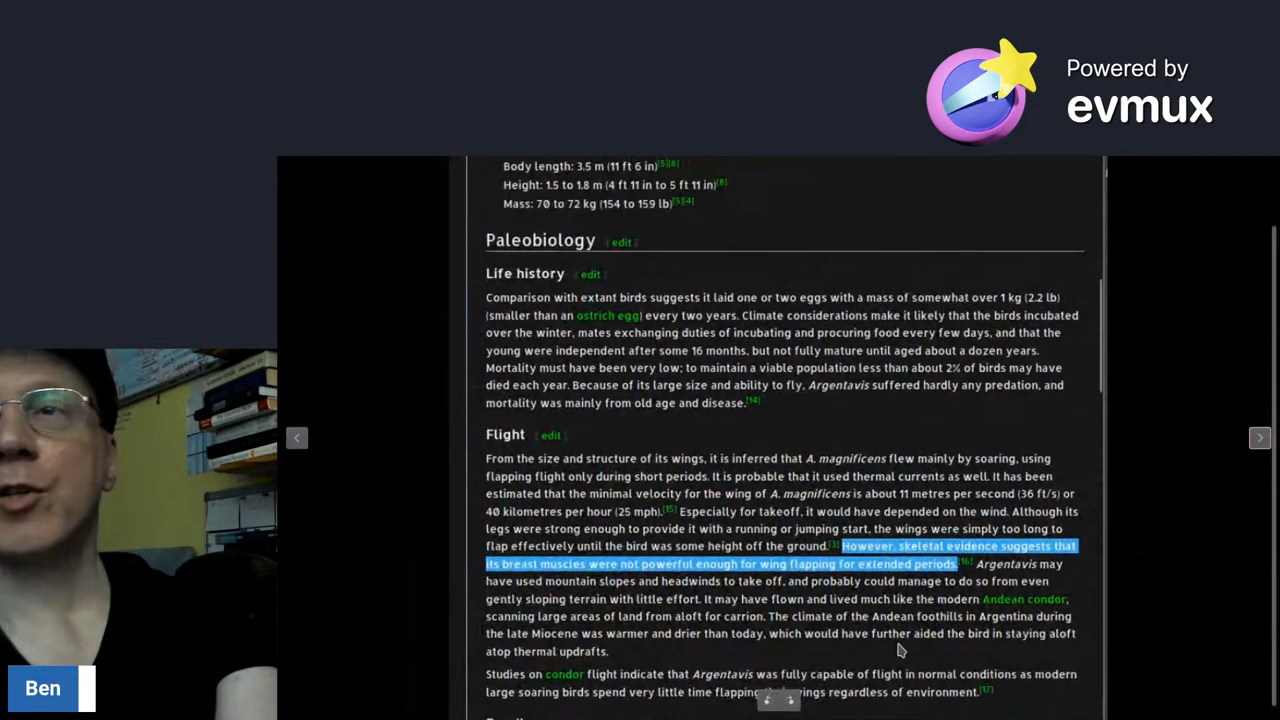 Powered by
evmux
Body length: 3.5 m (11 ft 6 in)[5][8]
Height: 1.5 to 1.8 m (4 ft 11 in to 5 ft 11 in)[8]
Mass: 70 to 72 kg (154 to 159 lb)[5][4]
Paleobiology [ edit ]
Life history [ edit ]
Comparison with extant birds suggests it laid one or two eggs with a mass of somewhat over 1 kg (2.2 lb)
(smaller than an ostrich egg) every two years. Climate considerations make it likely that the birds incubated
over the winter, mates exchanging duties of incubating and procuring food every few days, and that the
young were independent after some 16 months, but not fully mature until aged about a dozen years.
Mortality must have been very low; to maintain a viable population less than about 2% of birds may have
died each year. Because of its large size and ability to fly, Argentavis suffered hardly any predation, and
mortality was mainly from old age and disease.[14]
Flight [ edit ]
From the size and structure of its wings, it is inferred that A. magnificens flew mainly by soaring, using
flapping flight only during short periods. It is probable that it used thermal currents as well. It has been
estimated that the minimal velocity for the wing of A. magnificens is about 11 metres per second (36 ft/s) or
40 kilometres per hour (25 mph).[15] Especially for takeoff, it would have depended on the wind. Although its
legs were strong enough to provide it with a running or jumping start, the wings were simply too long to
flap effectively until the bird was some height off the ground.[3] However, skeletal evidence suggests that
its breast muscles were not powerful enough for wing flapping for extended periods.[16] Argentavis may
have used mountain slopes and headwinds to take off, and probably could manage to do so from even
gently sloping terrain with little effort. It may have flown and lived much like the modern Andean condor,
scanning large areas of land from aloft for carrion. The climate of the Andean foothills in Argentina during
the late Miocene was warmer and drier than today, which would have further aided the bird in staying aloft
atop thermal updrafts.
Studies on condor flight indicate that Argentavis was fully capable of flight in normal conditions as modern
large soaring birds spend very little time flapping wings regardless of environment.[17]
Ben